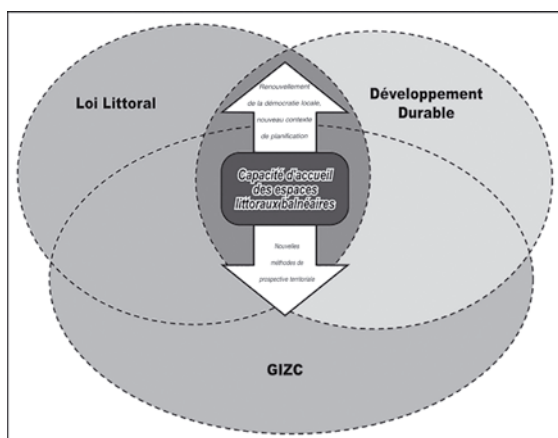 Loi Littoral
Renouvellement
de la démocratie locale,
nouveau contexte
de planification
Développement
Durable
Capacité d'accueil
des espaces
littoraux balnéaires
Nouvelles
méthodes de
prospective territoriale
GIZC